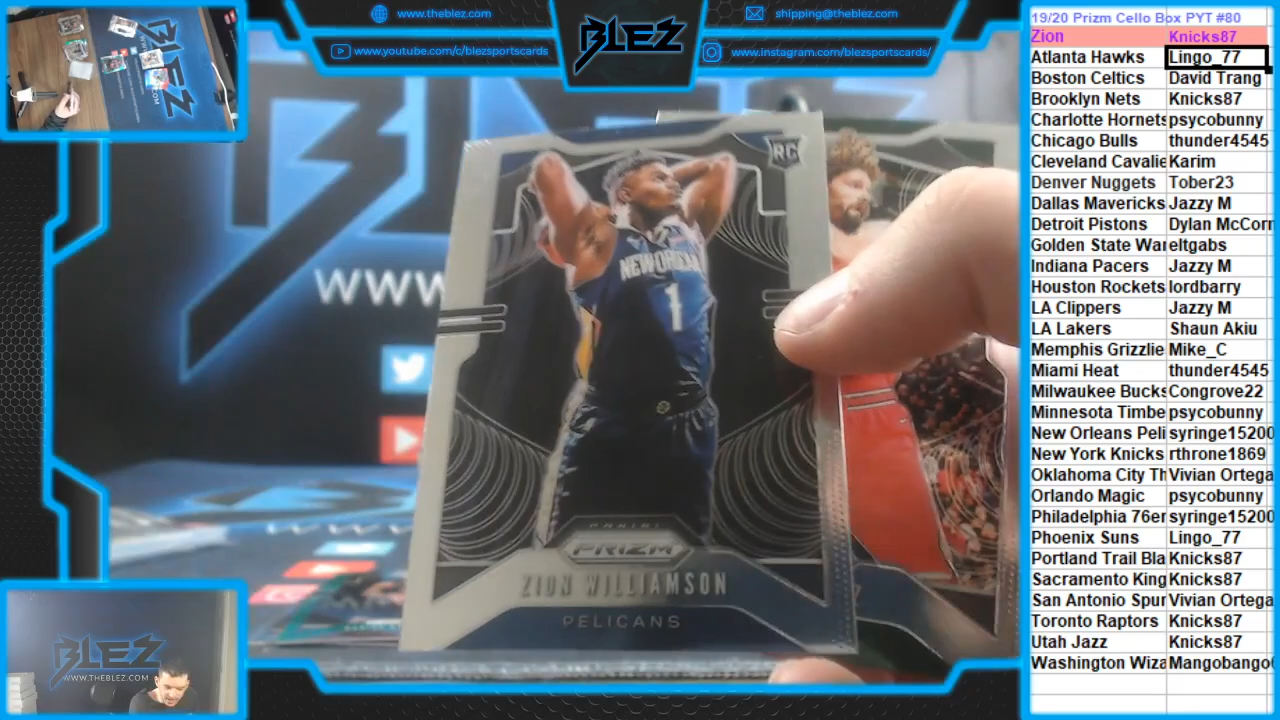 www.theblez.com
BLEZ
shipping@theblez.com
www.youtube.com/c/blezsportscards
www.instagram.com/blezsportscards/
19/20 Prizm Cello Box PYT #80
Zion Knicks87
Atlanta Hawks Lingo_77
Boston Celtics David Trang
Brooklyn Nets Knicks87
Charlotte Hornets psycobunny
Chicago Bulls thunder4545
Cleveland Cavalie Karim
Denver Nuggets Tober23
Dallas Mavericks Jazzy M
Detroit Pistons Dylan McCorn
Golden State War eltgabs
Indiana Pacers Jazzy M
Houston Rockets lordbarry
LA Clippers Jazzy M
LA Lakers Shaun Akiu
Memphis Grizzlie Mike_C
Miami Heat thunder4545
Milwaukee Bucks Congrove22
Minnesota Timbe psycobunny
New Orleans Peli syringe15200
New York Knicks rthrone1869
Oklahoma City Th Vivian Ortega
Orlando Magic psycobunny
Philadelphia 76er syringe15200
Phoenix Suns Lingo_77
Portland Trail Bla Knicks87
Sacramento King Knicks87
San Antonio Spur Vivian Ortega
Toronto Raptors Knicks87
Utah Jazz Knicks87
Washington Wiza Mangobango
RC
NEW ORLEANS
1
WWW
PANINI
PRIZM
ZION WILLIAMSON
PELICANS
BLEZ
WWW.THEBLEZ.COM